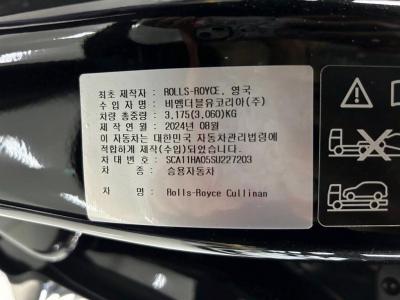 최초 제작자 : ROLLS-ROYCE, 영국
수 입 자 명 : 비엠더블유코리아(주)
차량 총중량 : 3,175(3,060)KG
제 작 연 월 : 2024년 08월
이 자동차는 대한민국 자동차관리법령에
적합하게 제작(수입)되었습니다.
차 대 번 호 : SCA11HA05SU227203
차 종 : 승용자동차
차 명 : Rolls-Royce Cullinan